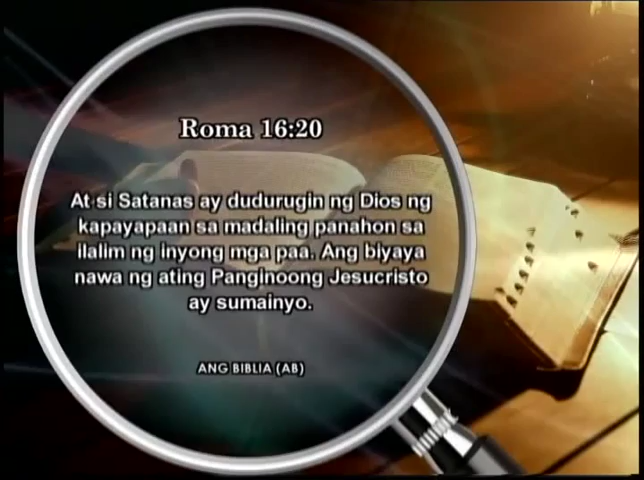 Roma 16:20
At si Satanas ay dudurugin ng Dios ng
kapayapaan sa madaling panahon sa
ilalim ng inyong mga paa. Ang biyaya
nawa ng ating Panginoong Jesucristo
ay sumainyo.
ANG BIBLIA (AB)